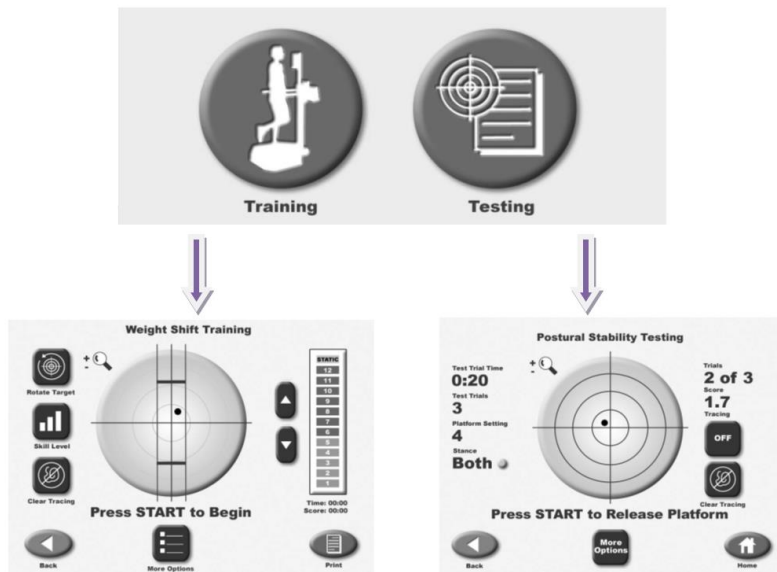 Training
Testing
Weight Shift Training
+
-
Rotate Target
Skill Level
Clear Tracing
STATIC
12
11
10
9
8
7
6
5
4
3
2
1
Time: 00:00
Score: 00:00
Press START to Begin
Back
More Options
Print
Postural Stability Testing
+
-
Test Trial Time
0:20
Test Trials
3
Platform Setting
4
Stance
Both
Trials
2 of 3
Score
1.7
Tracing
OFF
Clear Tracing
Press START to Release Platform
Back
More
Options
Home